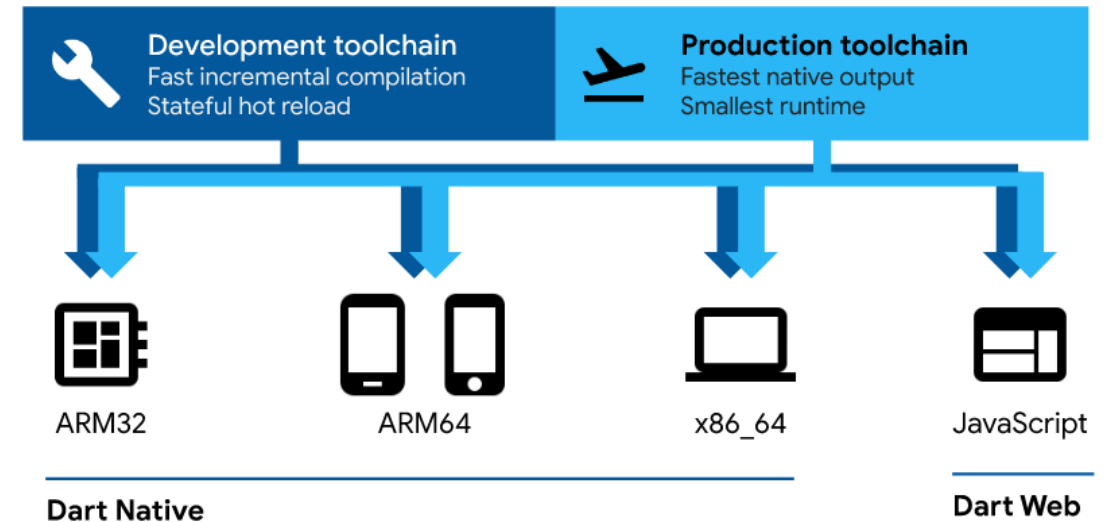 Development toolchain
Fast incremental compilation
Stateful hot reload
Production toolchain
Fastest native output
Smallest runtime
ARM32
ARM64
x86_64
JavaScript
Dart Native
Dart Web